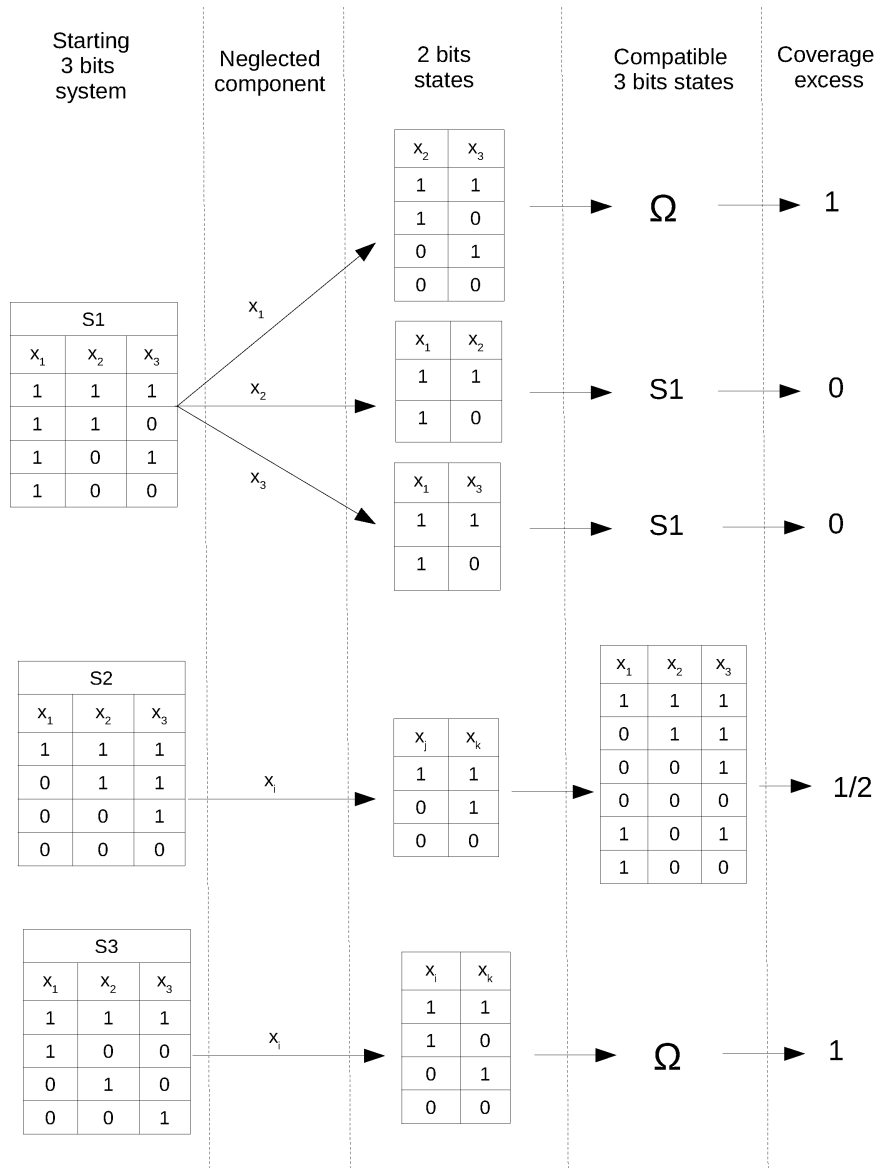 Starting
3 bits
system
Neglected
component
2 bits
states
Compatible
3 bits states
Coverage
excess
S1
x₁ x₂ x₃
1 1 1
1 1 0
1 0 1
1 0 0
x₁
x₂ x₃
1 1
1 0
0 1
0 0
Ω
1
x₂
x₁ x₂
1 1
1 0
S1
0
x₃
x₁ x₃
1 1
1 0
S1
0
S2
x₁ x₂ x₃
1 1 1
0 1 1
0 0 1
0 0 0
xᵢ
xⱼ xₖ
1 1
0 1
0 0
x₁ x₂ x₃
1 1 1
0 1 1
0 0 1
0 0 0
1 0 1
1 0 0
1/2
S3
x₁ x₂ x₃
1 1 1
1 0 0
0 1 0
0 0 1
xᵢ
xᵢ xₖ
1 1
1 0
0 1
0 0
Ω
1